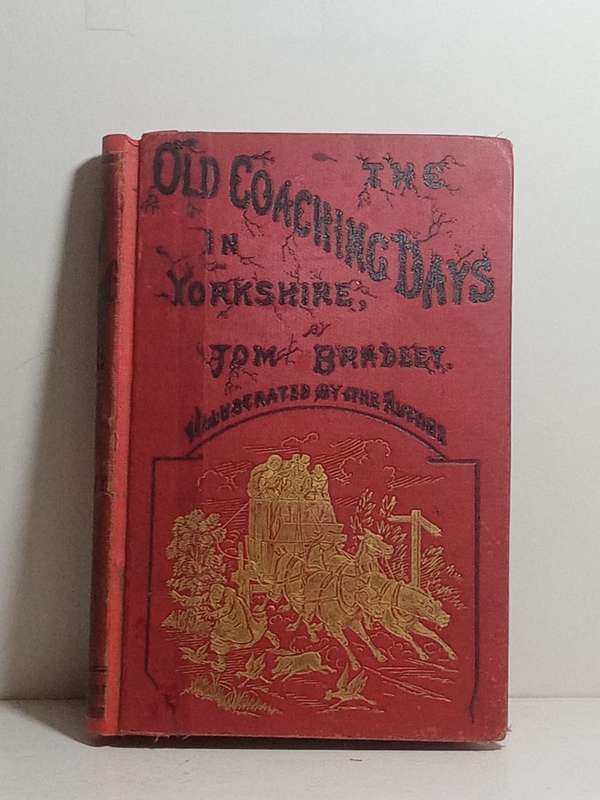 THE
OLD COACHING DAYS
IN
YORKSHIRE,
BY
TOM BRADLEY.
ILLUSTRATED BY THE AUTHOR